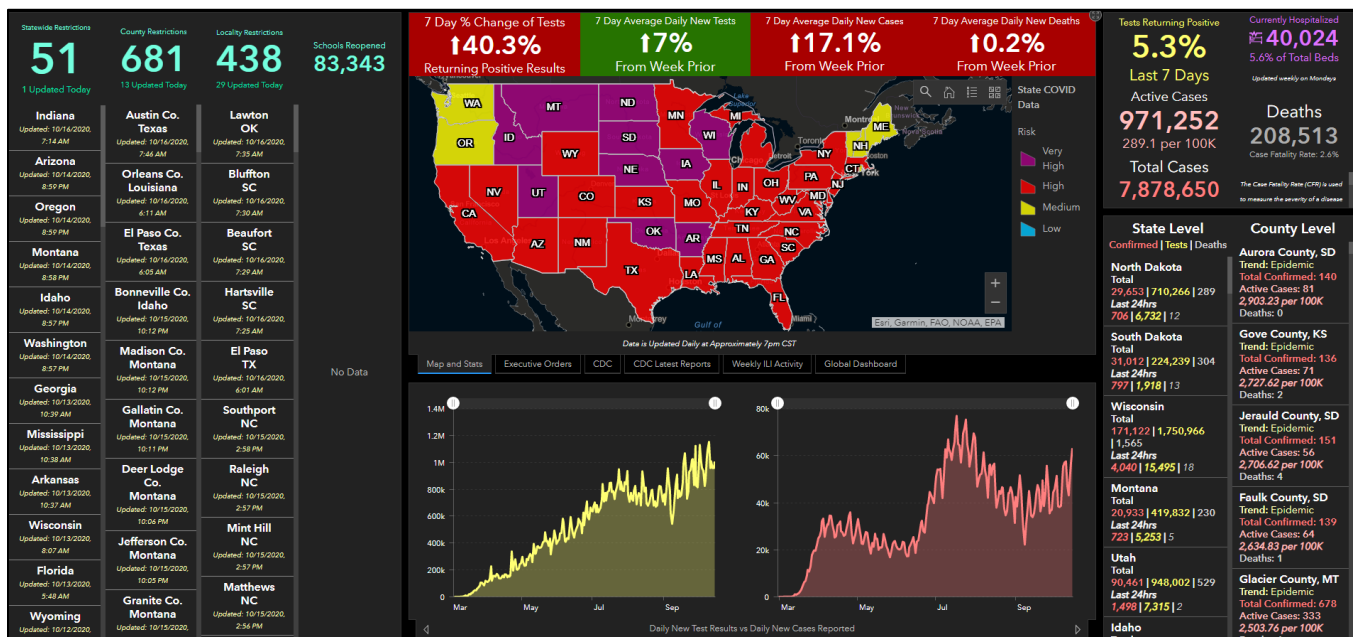 Statewide Restrictions
51
1 Updated Today
Indiana
Updated: 10/16/2020,
7:14 AM
Arizona
Updated: 10/14/2020,
8:59 PM
Oregon
Updated: 10/14/2020,
8:59 PM
Montana
Updated: 10/14/2020,
8:58 PM
Idaho
Updated: 10/14/2020,
8:57 PM
Washington
Updated: 10/14/2020,
8:57 PM
Georgia
Updated: 10/13/2020,
10:39 AM
Mississippi
Updated: 10/13/2020,
10:38 AM
Arkansas
Updated: 10/13/2020,
10:37 AM
Wisconsin
Updated: 10/13/2020,
8:07 AM
Florida
Updated: 10/13/2020,
5:48 AM
Wyoming
Updated: 10/12/2020,
County Restrictions
681
13 Updated Today
Austin Co.
Texas
Updated: 10/16/2020,
7:46 AM
Orleans Co.
Louisiana
Updated: 10/16/2020,
6:11 AM
El Paso Co.
Texas
Updated: 10/16/2020,
6:05 AM
Bonneville Co.
Idaho
Updated: 10/15/2020,
10:12 PM
Madison Co.
Montana
Updated: 10/15/2020,
10:12 PM
Gallatin Co.
Montana
Updated: 10/15/2020,
10:11 PM
Deer Lodge
Co.
Montana
Updated: 10/15/2020,
10:06 PM
Jefferson Co.
Montana
Updated: 10/15/2020,
10:05 PM
Granite Co.
Montana
Updated: 10/15/2020,
Locality Restrictions
438
29 Updated Today
Lawton
OK
Updated: 10/16/2020,
7:35 AM
Bluffton
SC
Updated: 10/16/2020,
7:30 AM
Beaufort
SC
Updated: 10/16/2020,
7:29 AM
Hartsville
SC
Updated: 10/16/2020,
7:25 AM
El Paso
TX
Updated: 10/16/2020,
6:01 AM
Southport
NC
Updated: 10/15/2020,
2:58 PM
Raleigh
NC
Updated: 10/15/2020,
2:57 PM
Mint Hill
NC
Updated: 10/15/2020,
2:57 PM
Matthews
NC
Updated: 10/15/2020,
2:56 PM
Schools Reopened
83,343
No Data
7 Day % Change of Tests
⬆40.3%
Returning Positive Results
7 Day Average Daily New Tests
⬆7%
From Week Prior
7 Day Average Daily New Cases
⬆17.1%
From Week Prior
7 Day Average Daily New Deaths
⬆0.2%
From Week Prior
WA
MT
ND
MN
MI
ME
OR
ID
SD
WI
NH
WY
NY
NE
IA
CT
NV
UT
CO
IL
IN
OH
PA
NJ
CA
KS
MO
WV
MD
KY
VA
AZ
NM
OK
AR
TN
NC
SC
TX
LA
MS
AL
GA
FL
Lake
Superior
Montreal
Toronto
Detroit
Chicago
Monterrey
Miami
Gulf of
State COVID
Data
Risk
Very
High
High
Medium
Low
+
−
Esri, Garmin, FAO, NOAA, EPA
Data is Updated Daily at Approximately 7pm CST
Map and Stats
Executive Orders
CDC
CDC Latest Reports
Weekly ILI Activity
Global Dashboard
1.4M
1.2M
1M
800k
600k
400k
200k
0
Mar
May
Jul
Sep
80k
60k
40k
20k
0
Mar
May
Jul
Sep
Daily New Test Results vs Daily New Cases Reported
Tests Returning Positive
5.3%
Last 7 Days
Active Cases
971,252
289.1 per 100K
Total Cases
7,878,650
Currently Hospitalized
40,024
5.6% of Total Beds
Updated weekly on Mondays
Deaths
208,513
Case Fatality Rate: 2.6%
The Case Fatality Rate (CFR) is used
to measure the severity of a disease
State Level
Confirmed | Tests | Deaths
North Dakota
Total
29,653 | 710,266 | 289
Last 24hrs
706 | 6,732 | 12
South Dakota
Total
31,012 | 224,239 | 304
Last 24hrs
797 | 1,918 | 13
Wisconsin
Total
171,122 | 1,750,966
| 1,565
Last 24hrs
4,040 | 15,495 | 18
Montana
Total
20,933 | 419,832 | 230
Last 24hrs
723 | 5,253 | 5
Utah
Total
90,461 | 948,002 | 529
Last 24hrs
1,498 | 7,315 | 2
Idaho
County Level
Aurora County, SD
Trend: Epidemic
Total Confirmed: 140
Active Cases: 81
2,903.23 per 100K
Deaths: 0
Gove County, KS
Trend: Epidemic
Total Confirmed: 136
Active Cases: 71
2,727.62 per 100K
Deaths: 2
Jerauld County, SD
Trend: Epidemic
Total Confirmed: 151
Active Cases: 56
2,706.62 per 100K
Deaths: 4
Faulk County, SD
Trend: Epidemic
Total Confirmed: 139
Active Cases: 64
2,634.83 per 100K
Deaths: 1
Glacier County, MT
Trend: Epidemic
Total Confirmed: 678
Active Cases: 333
2,503.76 per 100K